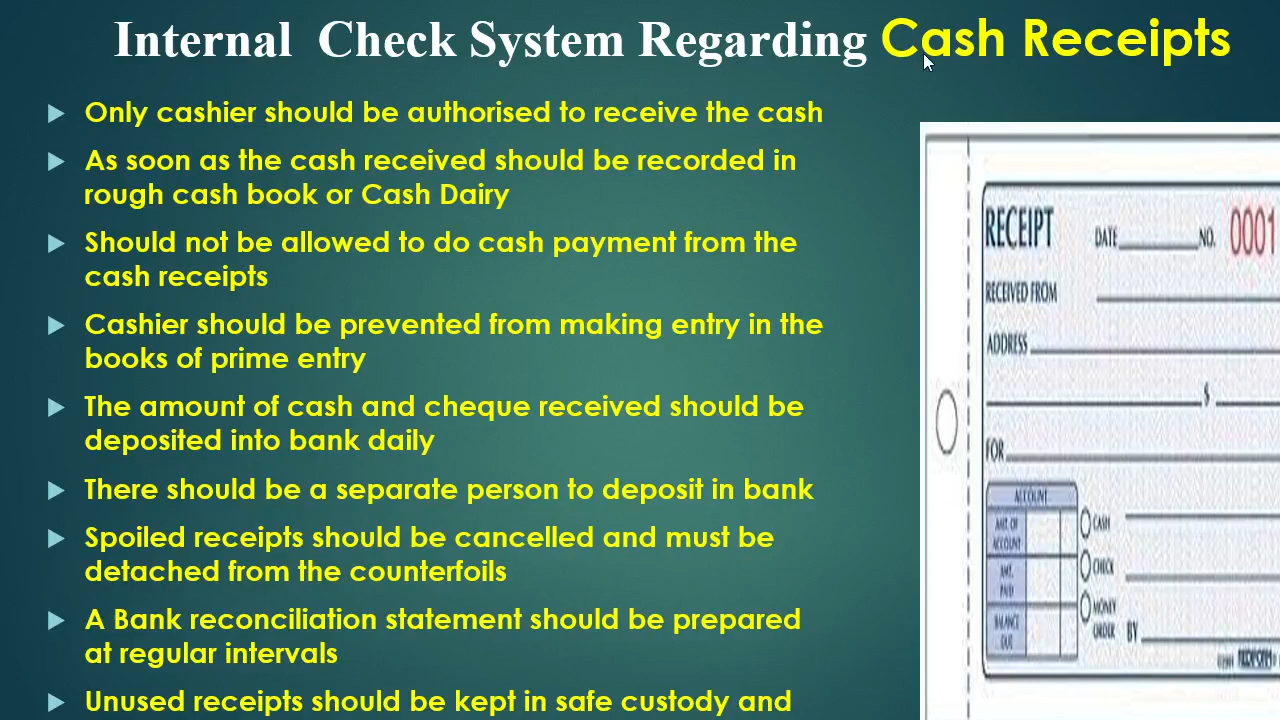 Internal Check System Regarding Cash Receipts
Only cashier should be authorised to receive the cash
As soon as the cash received should be recorded in
rough cash book or Cash Dairy
Should not be allowed to do cash payment from the
cash receipts
Cashier should be prevented from making entry in the
books of prime entry
The amount of cash and cheque received should be
deposited into bank daily
There should be a separate person to deposit in bank
Spoiled receipts should be cancelled and must be
detached from the counterfoils
A Bank reconciliation statement should be prepared
at regular intervals
Unused receipts should be kept in safe custody and
RECEIPT DATE NO. 0001
RECEIVED FROM
ADDRESS
$
FOR
ACCOUNT
AMT. OF
ACCOUNT
CASH
AMT.
PAID
CHECK
BALANCE
DUE
MONEY
ORDER
BY